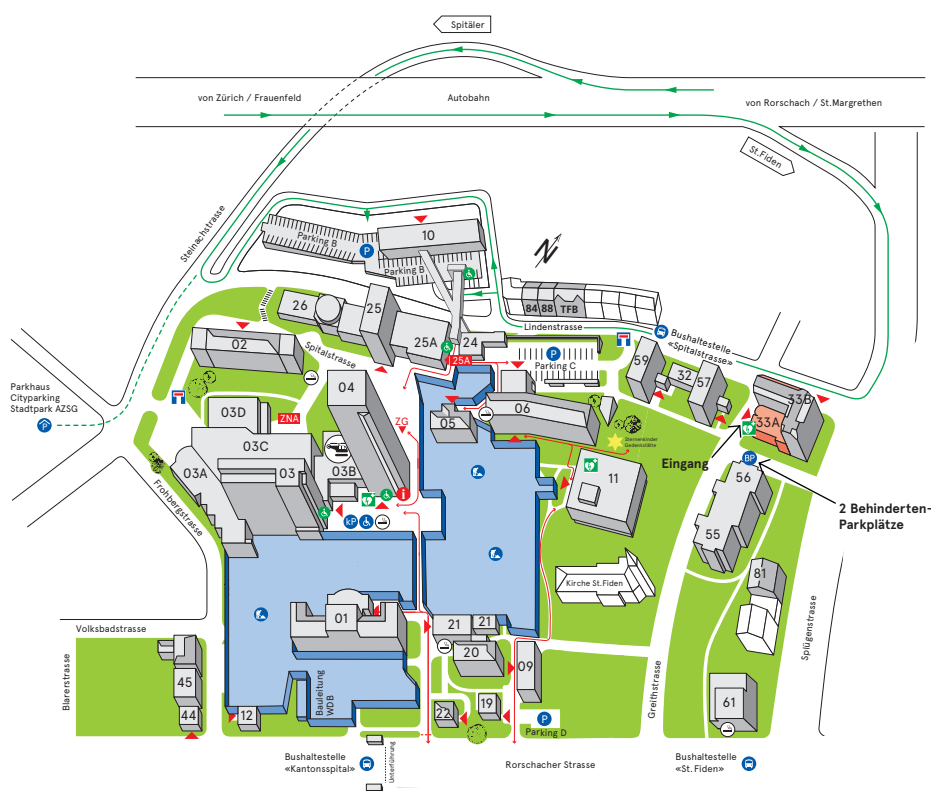 Spitäler
von Zürich / Frauenfeld
Autobahn
von Rorschach / St.Margrethen
St.Fiden
Steinachstrasse
Parking B
P
10
Parking B
N
84 88 TFB
Lindenstrasse
Bushaltestelle
«Spitalstrasse»
26
25
25A
24
25A
P
Parking C
59
32
57
33B
33A
02
Spitalstrasse
04
03D
ZNA
ZG
05
06
Sternenkinder
Gedenkstätte
Eingang
BP
56
2 Behinderten-
Parkplätze
Parkhaus
Cityparking
Stadtpark AZSG
P
03C
03A
03
03B
i
kP
11
55
Frohbergstrasse
Kirche St.Fiden
81
Splügenstrasse
01
21
21
20
09
Volksbadstrasse
Blarerstrasse
45
44
12
Bauleitung
WDB
22
19
P
Parking D
Greithstrasse
61
Unterführung
Bushaltestelle
«Kantonsspital»
Rorschacher Strasse
Bushaltestelle
«St.Fiden»